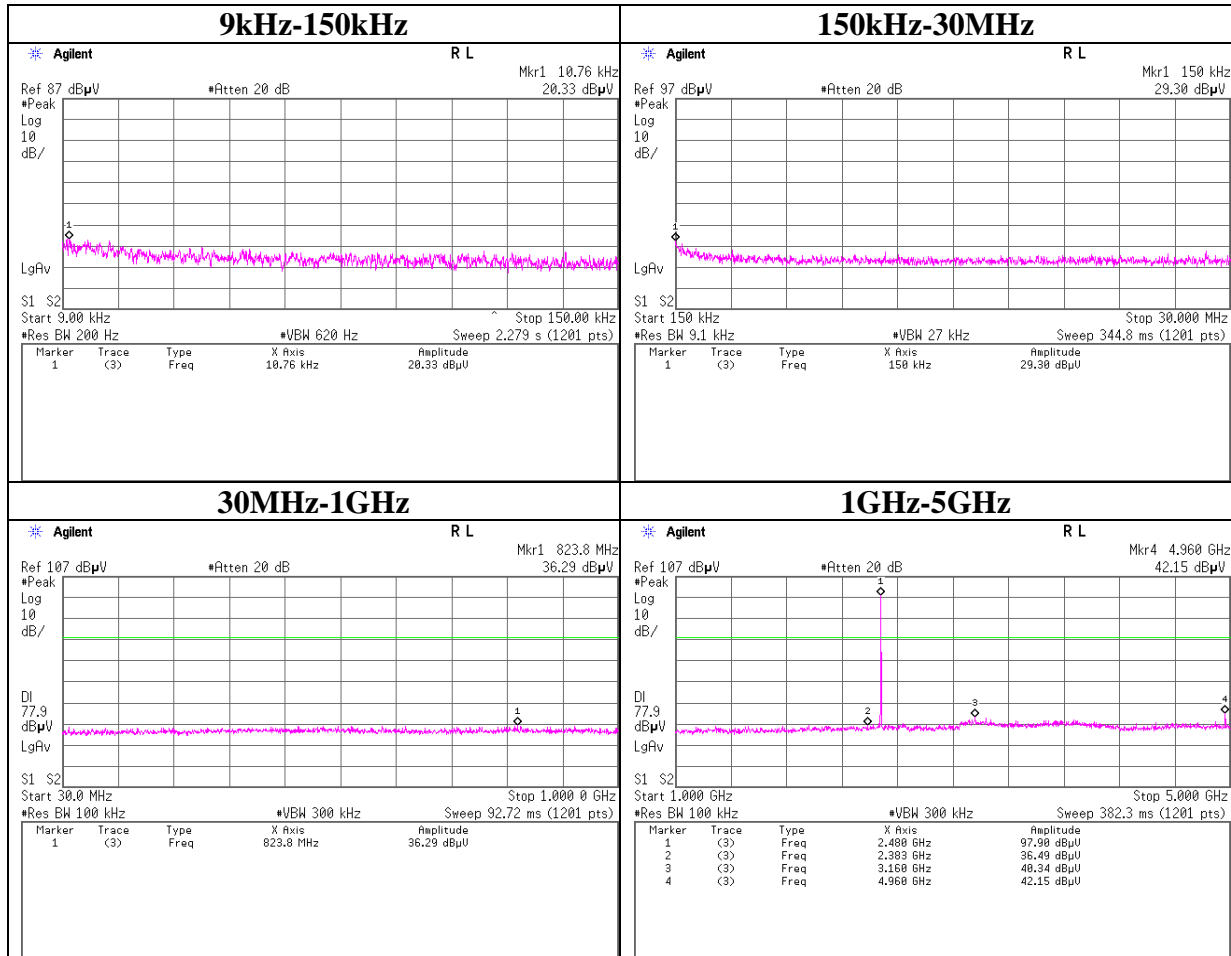 9kHz-150kHz
Agilent R L
Mkr1 10.76 kHz
Ref 87 dBµV #Atten 20 dB 20.33 dBµV
#Peak
Log
10
dB/
1
LgAv
S1 S2
Start 9.00 kHz ^ Stop 150.00 kHz
#Res BW 200 Hz #VBW 620 Hz Sweep 2.279 s (1201 pts)
Marker Trace Type X Axis Amplitude
1 (3) Freq 10.76 kHz 20.33 dBµV
150kHz-30MHz
Agilent R L
Mkr1 150 kHz
Ref 97 dBµV #Atten 20 dB 29.30 dBµV
#Peak
Log
10
dB/
1
LgAv
S1 S2
Start 150 kHz Stop 30.000 MHz
#Res BW 9.1 kHz #VBW 27 kHz Sweep 344.8 ms (1201 pts)
Marker Trace Type X Axis Amplitude
1 (3) Freq 150 kHz 29.30 dBµV
30MHz-1GHz
Agilent R L
Mkr1 823.8 MHz
Ref 107 dBµV #Atten 20 dB 36.29 dBµV
#Peak
Log
10
dB/
DI
77.9
dBµV
1
LgAv
S1 S2
Start 30.0 MHz Stop 1.000 0 GHz
#Res BW 100 kHz #VBW 300 kHz Sweep 92.72 ms (1201 pts)
Marker Trace Type X Axis Amplitude
1 (3) Freq 823.8 MHz 36.29 dBµV
1GHz-5GHz
Agilent R L
Mkr4 4.960 GHz
Ref 107 dBµV #Atten 20 dB 42.15 dBµV
#Peak
1
Log
10
dB/
DI
77.9
dBµV
2 3 4
LgAv
S1 S2
Start 1.000 GHz Stop 5.000 GHz
#Res BW 100 kHz #VBW 300 kHz Sweep 382.3 ms (1201 pts)
Marker Trace Type X Axis Amplitude
1 (3) Freq 2.480 GHz 97.90 dBµV
2 (3) Freq 2.383 GHz 36.49 dBµV
3 (3) Freq 3.160 GHz 40.34 dBµV
4 (3) Freq 4.960 GHz 42.15 dBµV